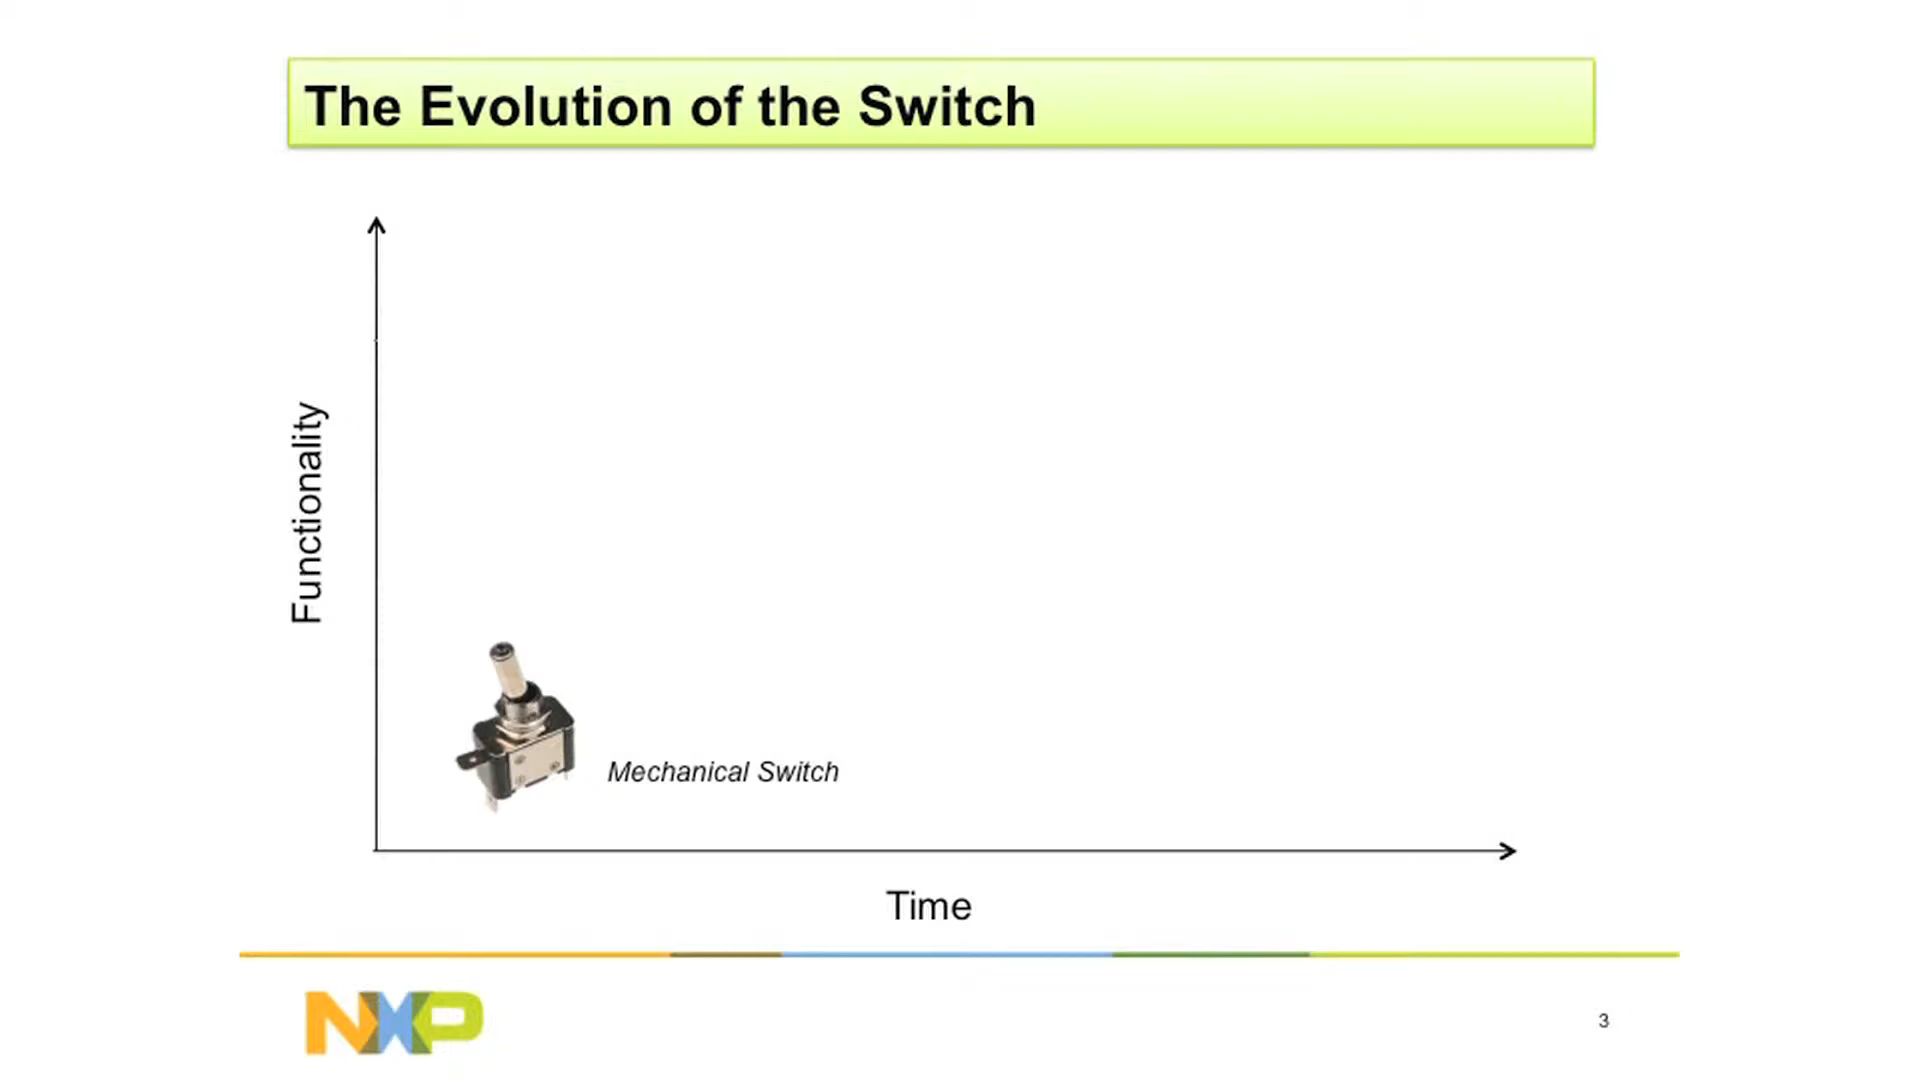 The Evolution of the Switch
Functionality
Mechanical Switch
Time
NXP
3